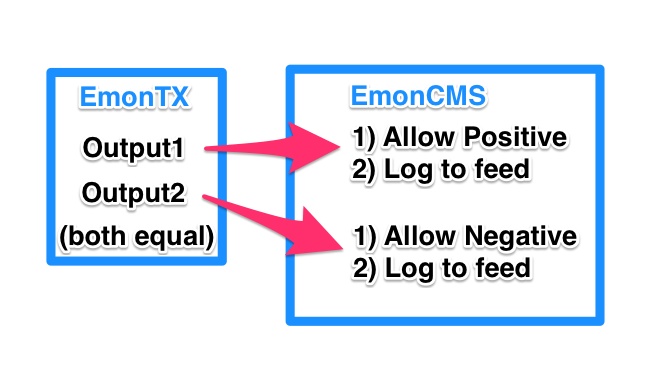 EmonTX
Output1
Output2
(both equal)
EmonCMS
1) Allow Positive
2) Log to feed
1) Allow Negative
2) Log to feed